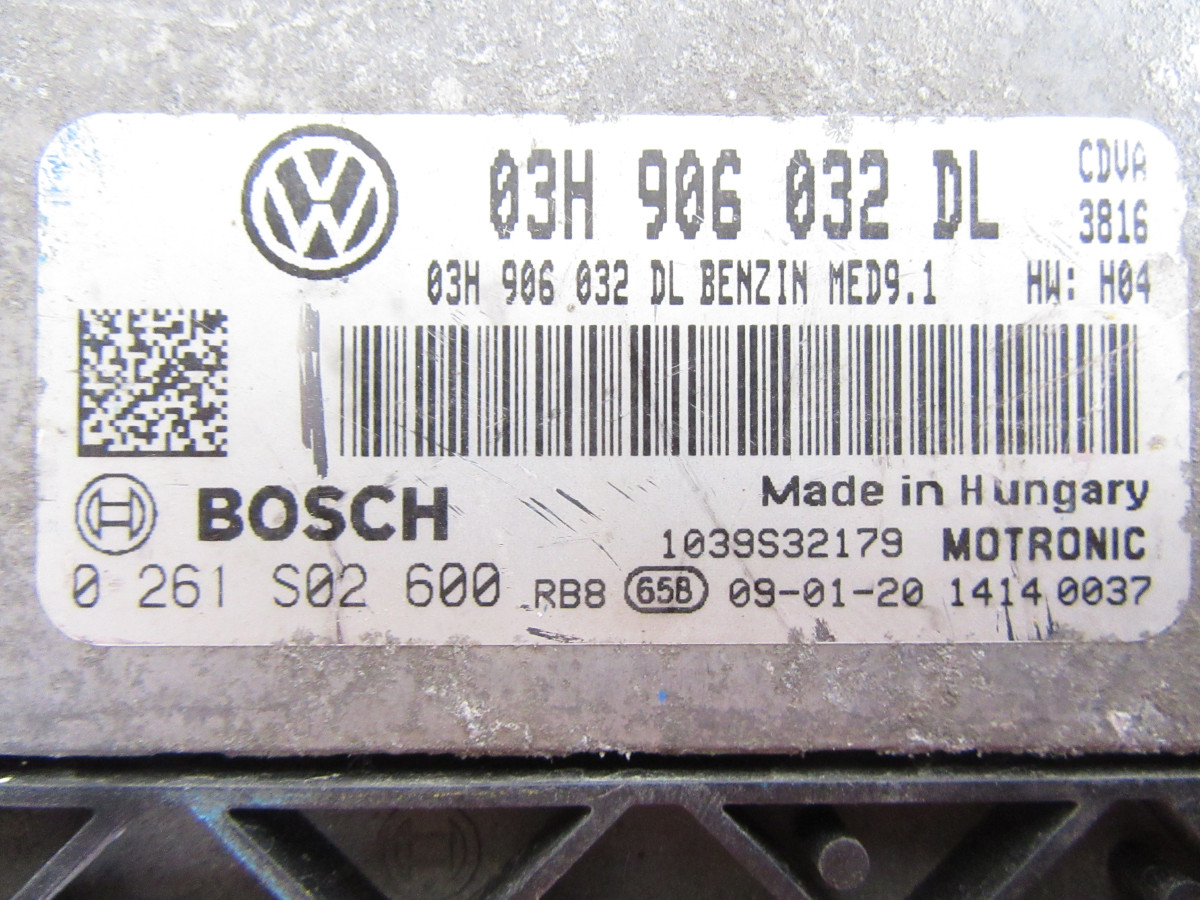 03H 906 032 DL
CDVA
3816
03H 906 032 DL BENZIN MED9.1
HW: H04
BOSCH
Made in Hungary
1039S32179 MOTRONIC
0 261 S02 600 RB8 65B 09-01-20 1414 0037